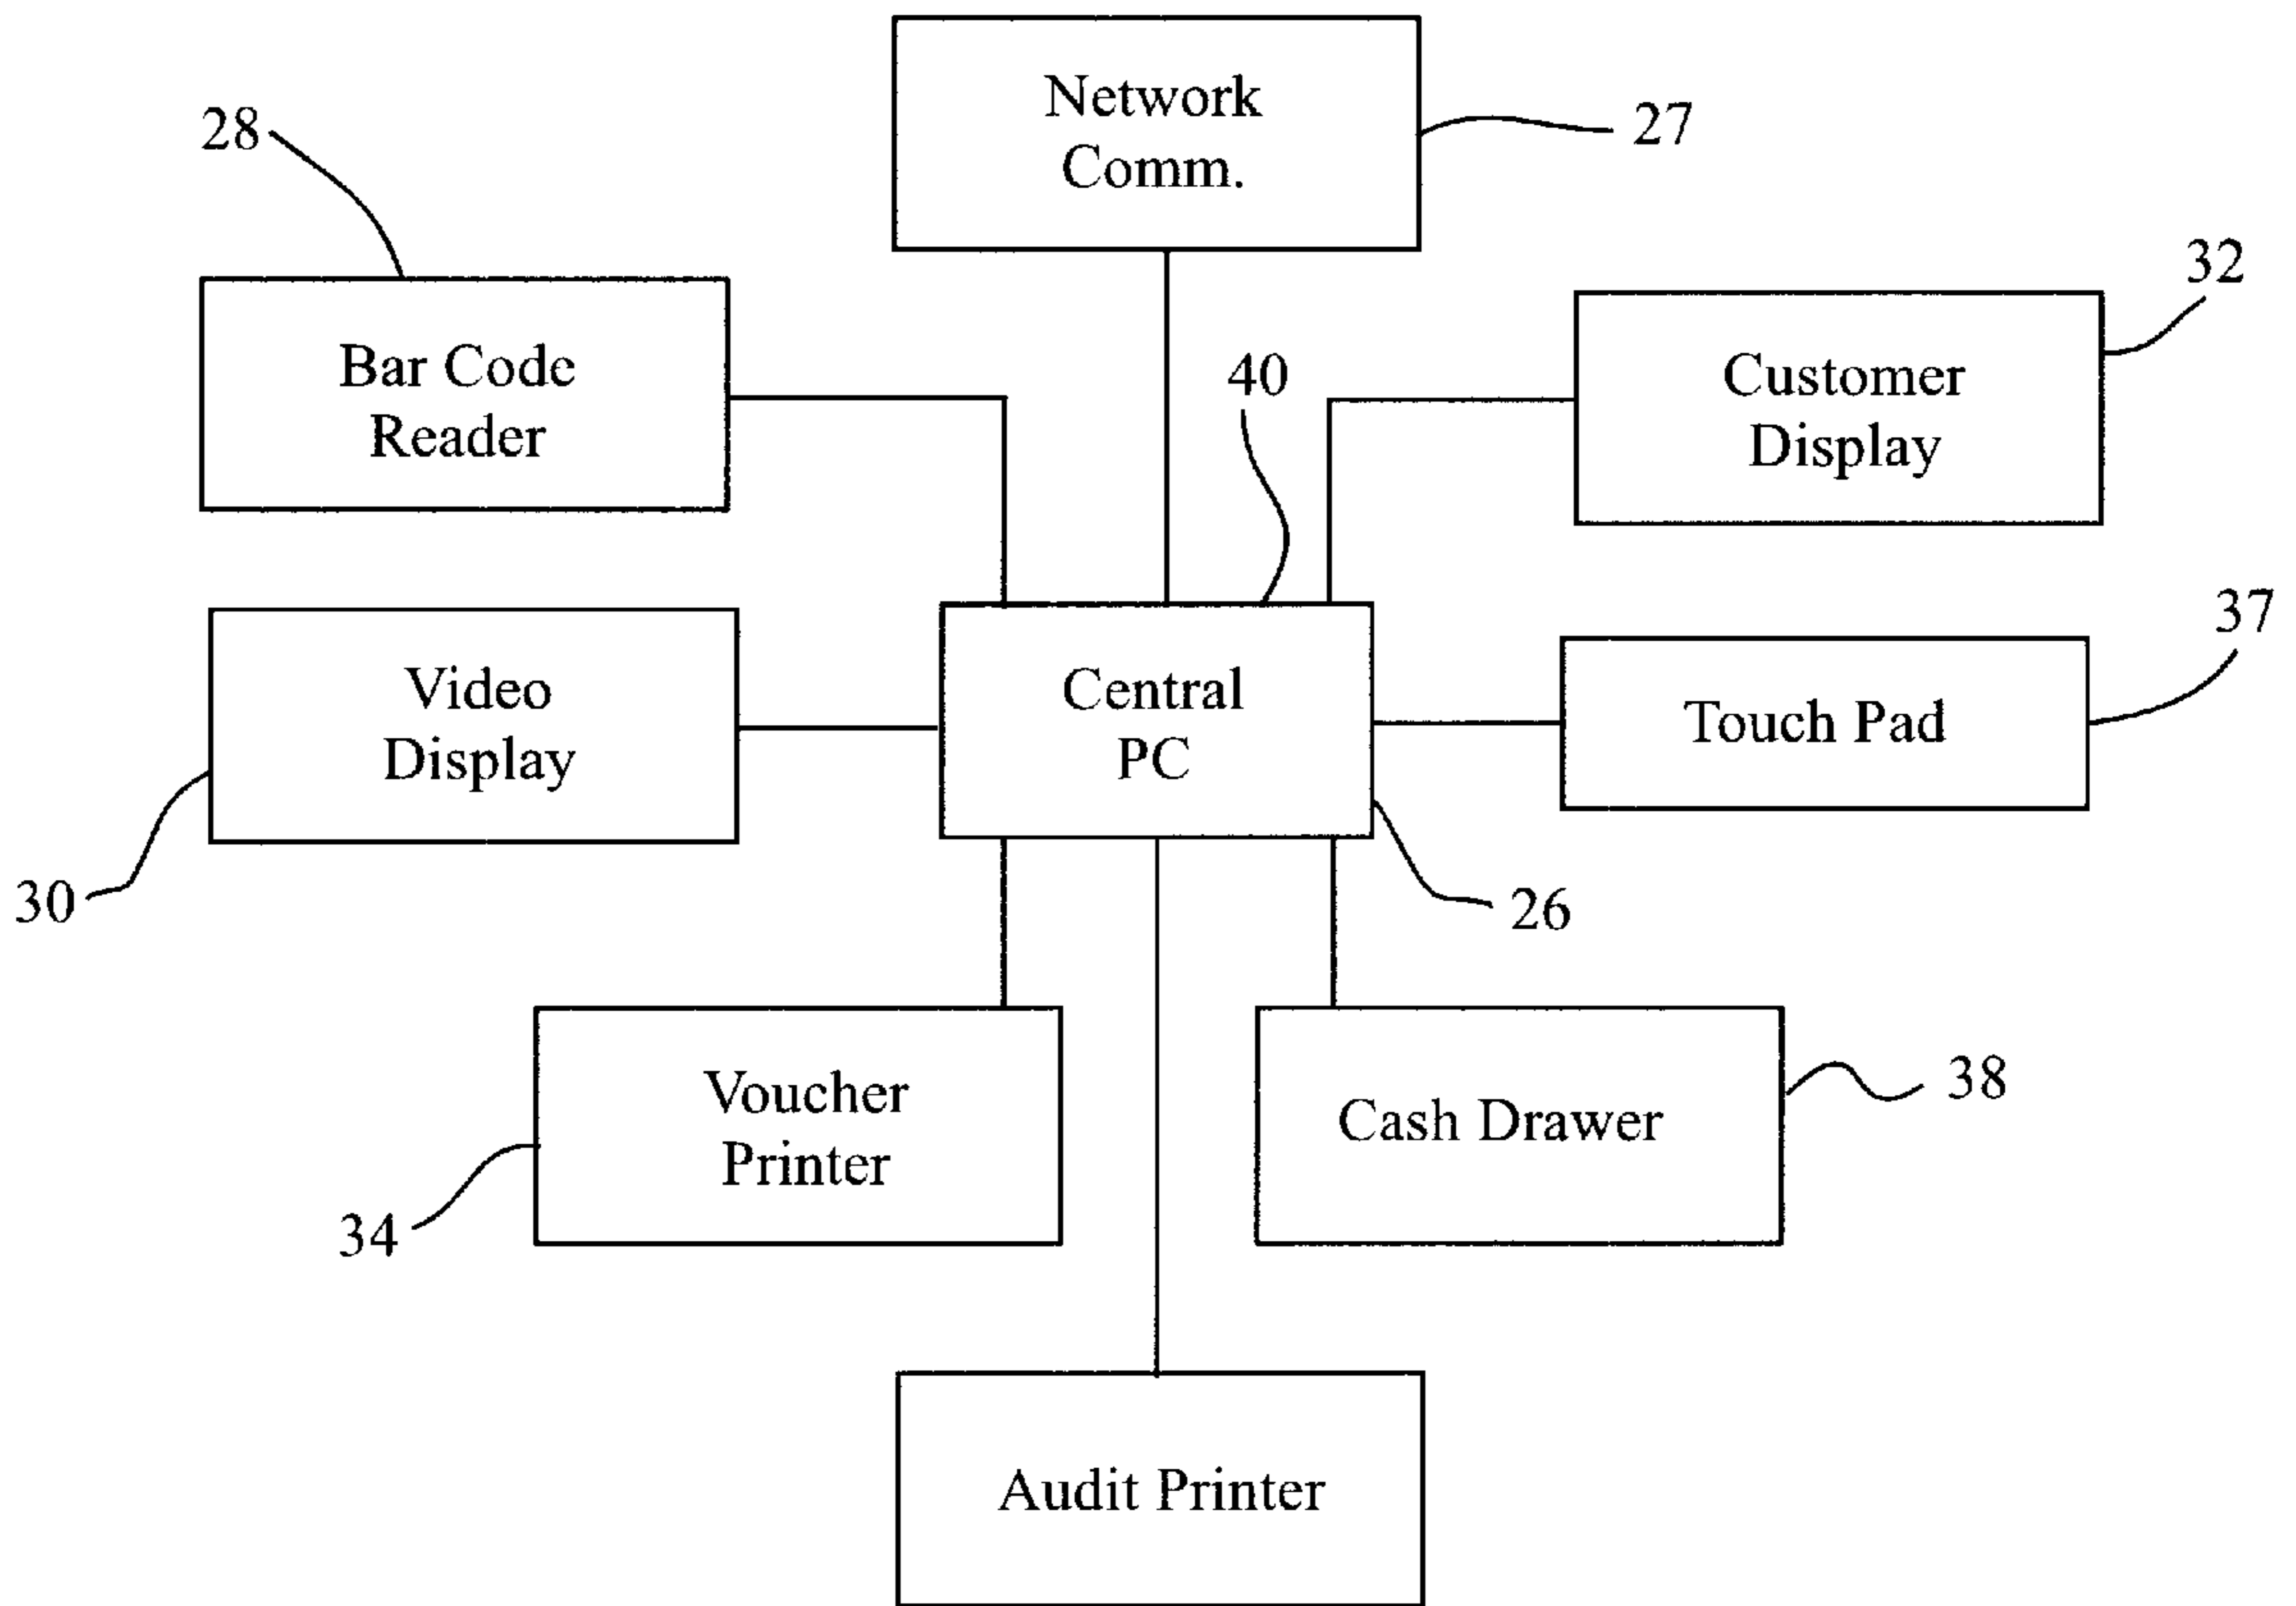 Network
Comm.
27
28
Bar Code
Reader
32
Customer
Display
40
Video
Display
30
Central
PC
26
37
Touch Pad
Voucher
Printer
34
Cash Drawer
38
Audit Printer